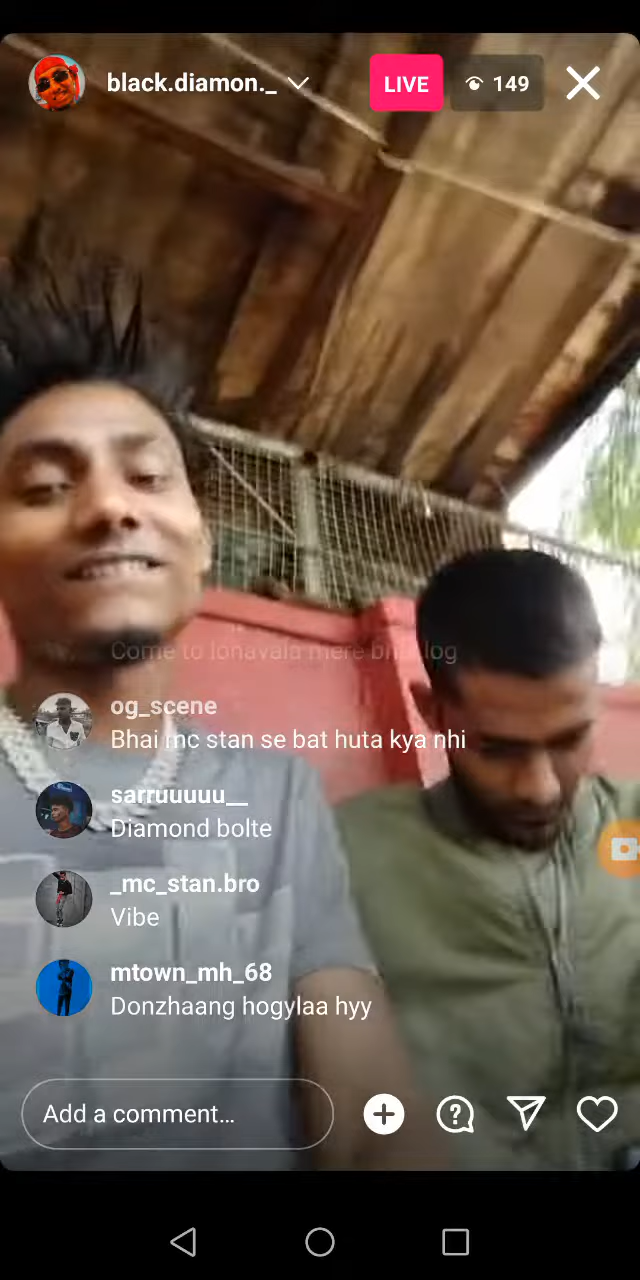 black.diamon._
LIVE
149
Come to lonavala mere bhai log
og_scene
Bhai mc stan se bat huta kya nhi
sarruuuuu__
Diamond bolte
_mc_stan.bro
Vibe
mtown_mh_68
Donzhaang hogylaa hyy
Add a comment...